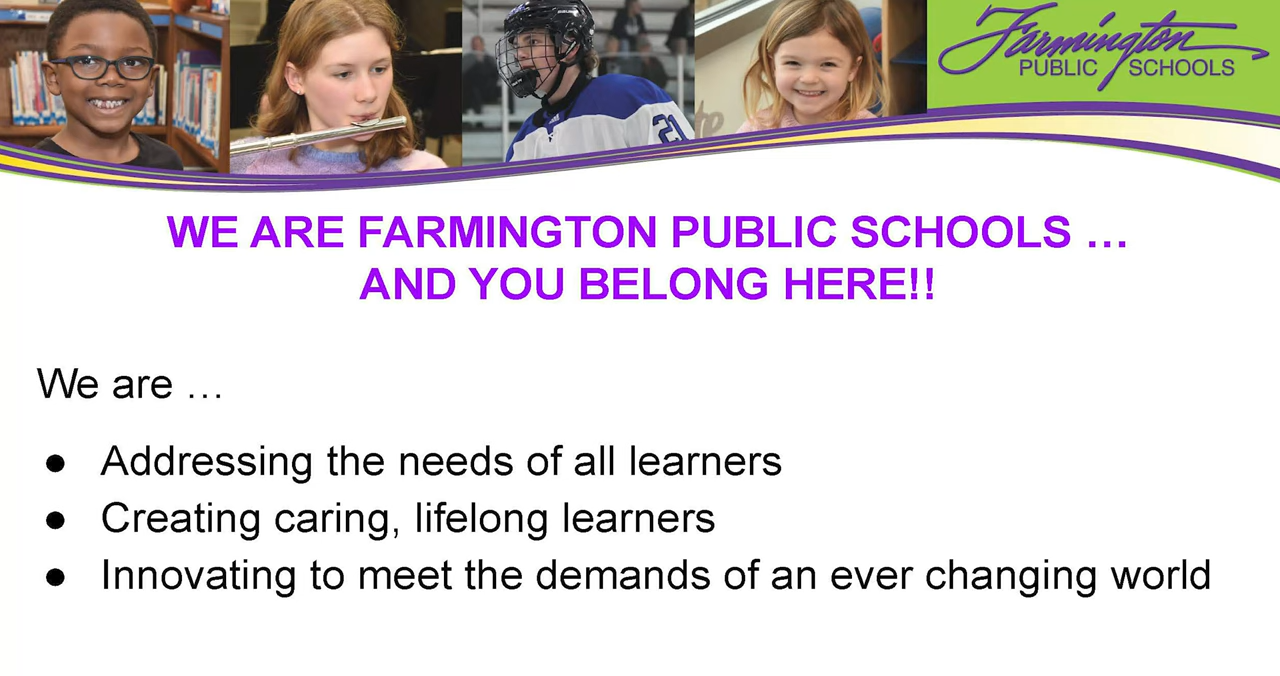 Farmington
PUBLIC SCHOOLS
21
WE ARE FARMINGTON PUBLIC SCHOOLS …
AND YOU BELONG HERE!!
We are …
● Addressing the needs of all learners
● Creating caring, lifelong learners
● Innovating to meet the demands of an ever changing world